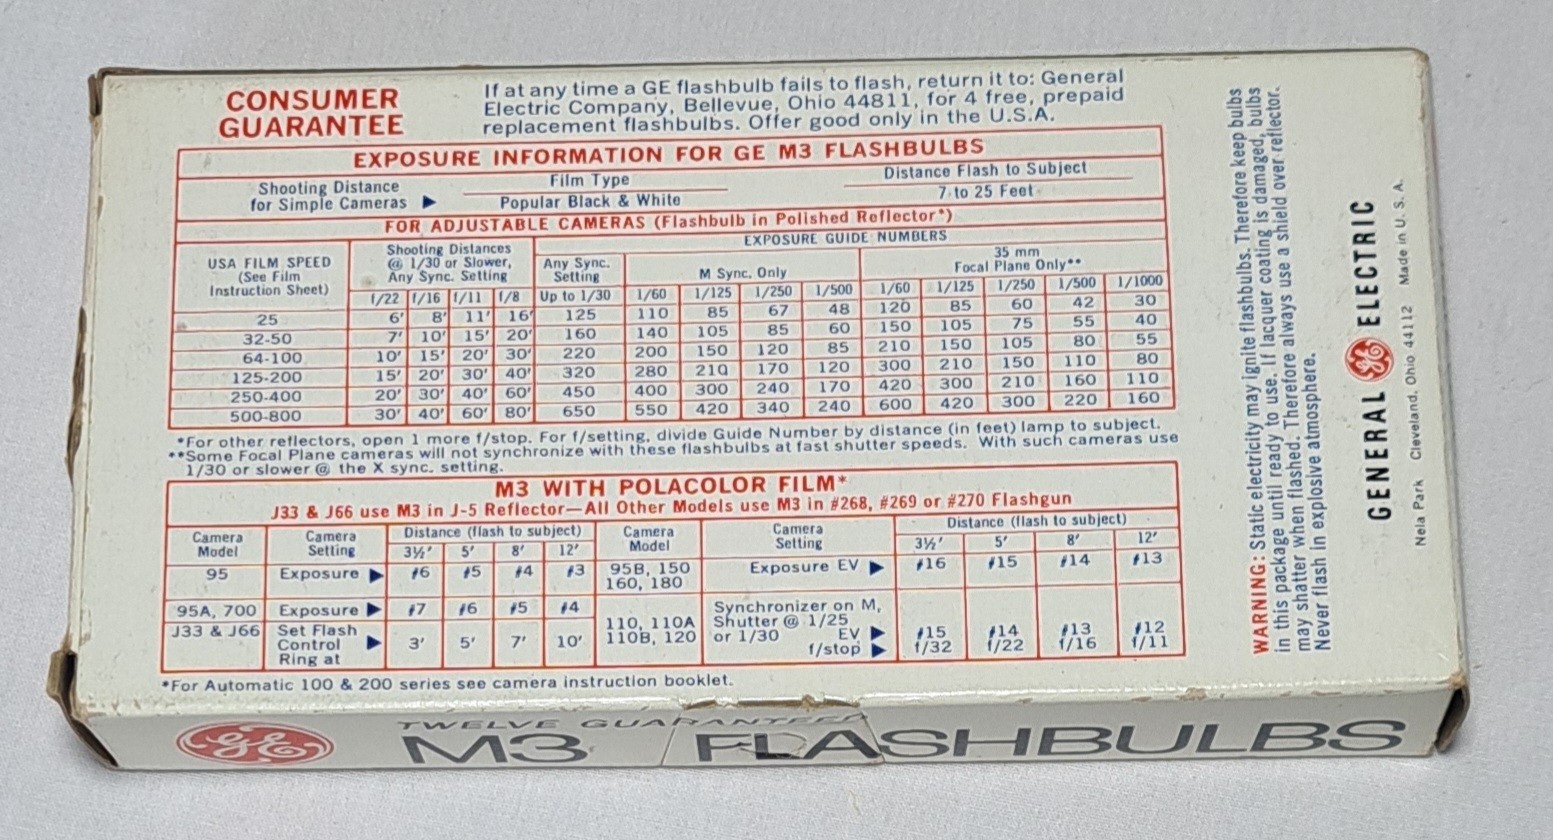 CONSUMER
GUARANTEE
If at any time a GE flashbulb fails to flash, return it to: General
Electric Company, Bellevue, Ohio 44811, for 4 free, prepaid
replacement flashbulbs. Offer good only in the U.S.A.
EXPOSURE INFORMATION FOR GE M3 FLASHBULBS
Shooting Distance
for Simple Cameras ▶
Film Type
Popular Black & White
Distance Flash to Subject
7 to 25 Feet
FOR ADJUSTABLE CAMERAS (Flashbulb in Polished Reflector*)
USA FILM SPEED
(See Film
Instruction Sheet)
Shooting Distances
@ 1/30 or Slower,
Any Sync. Setting
EXPOSURE GUIDE NUMBERS
Any Sync.
Setting
M Sync. Only
35 mm
Focal Plane Only**
f/22 f/16 f/11 f/8 Up to 1/30 1/60 1/125 1/250 1/500 1/60 1/125 1/250 1/500 1/1000
25 6' 8' 11' 16' 125 110 85 67 48 120 85 60 42 30
32-50 7' 10' 15' 20' 160 140 105 85 60 150 105 75 55 40
64-100 10' 15' 20' 30' 220 200 150 120 85 210 150 105 80 55
125-200 15' 20' 30' 40' 320 280 210 170 120 300 210 150 110 80
250-400 20' 30' 40' 60' 450 400 300 240 170 420 300 210 160 110
500-800 30' 40' 60' 80' 650 550 420 340 240 600 420 300 220 160
*For other reflectors, open 1 more f/stop. For f/setting, divide Guide Number by distance (in feet) lamp to subject.
**Some Focal Plane cameras will not synchronize with these flashbulbs at fast shutter speeds. With such cameras use
1/30 or slower @ the X sync. setting.
M3 WITH POLACOLOR FILM*
J33 & J66 use M3 in J-5 Reflector—All Other Models use M3 in #268, #269 or #270 Flashgun
Camera
Model
Camera
Setting
Distance (flash to subject)
3½' 5' 8' 12'
95 Exposure ▶ #6 #5 #4 #3
95A, 700 Exposure ▶ #7 #6 #5 #4
J33 & J66 Set Flash
Control ▶ 3' 5' 7' 10'
Ring at
Camera
Model
Camera
Setting
Distance (flash to subject)
3½' 5' 8' 12'
95B, 150 Exposure EV ▶ #16 #15 #14 #13
160, 180
Synchronizer on M,
110, 110A Shutter @ 1/25
110B, 120 or 1/30 EV ▶ #15 #14 #13 #12
f/stop ▶ f/32 f/22 f/16 f/11
*For Automatic 100 & 200 series see camera instruction booklet.
WARNING: Static electricity may ignite flashbulbs. Therefore keep bulbs
in this package until ready to use. If lacquer coating is damaged, bulbs
may shatter when flashed. Therefore always use a shield over reflector.
Never flash in explosive atmosphere.
GENERAL GE ELECTRIC
Nela Park Cleveland, Ohio 44112 Made in U. S. A.
GE
TWELVE GUARANTEED
M3 FLASHBULBS